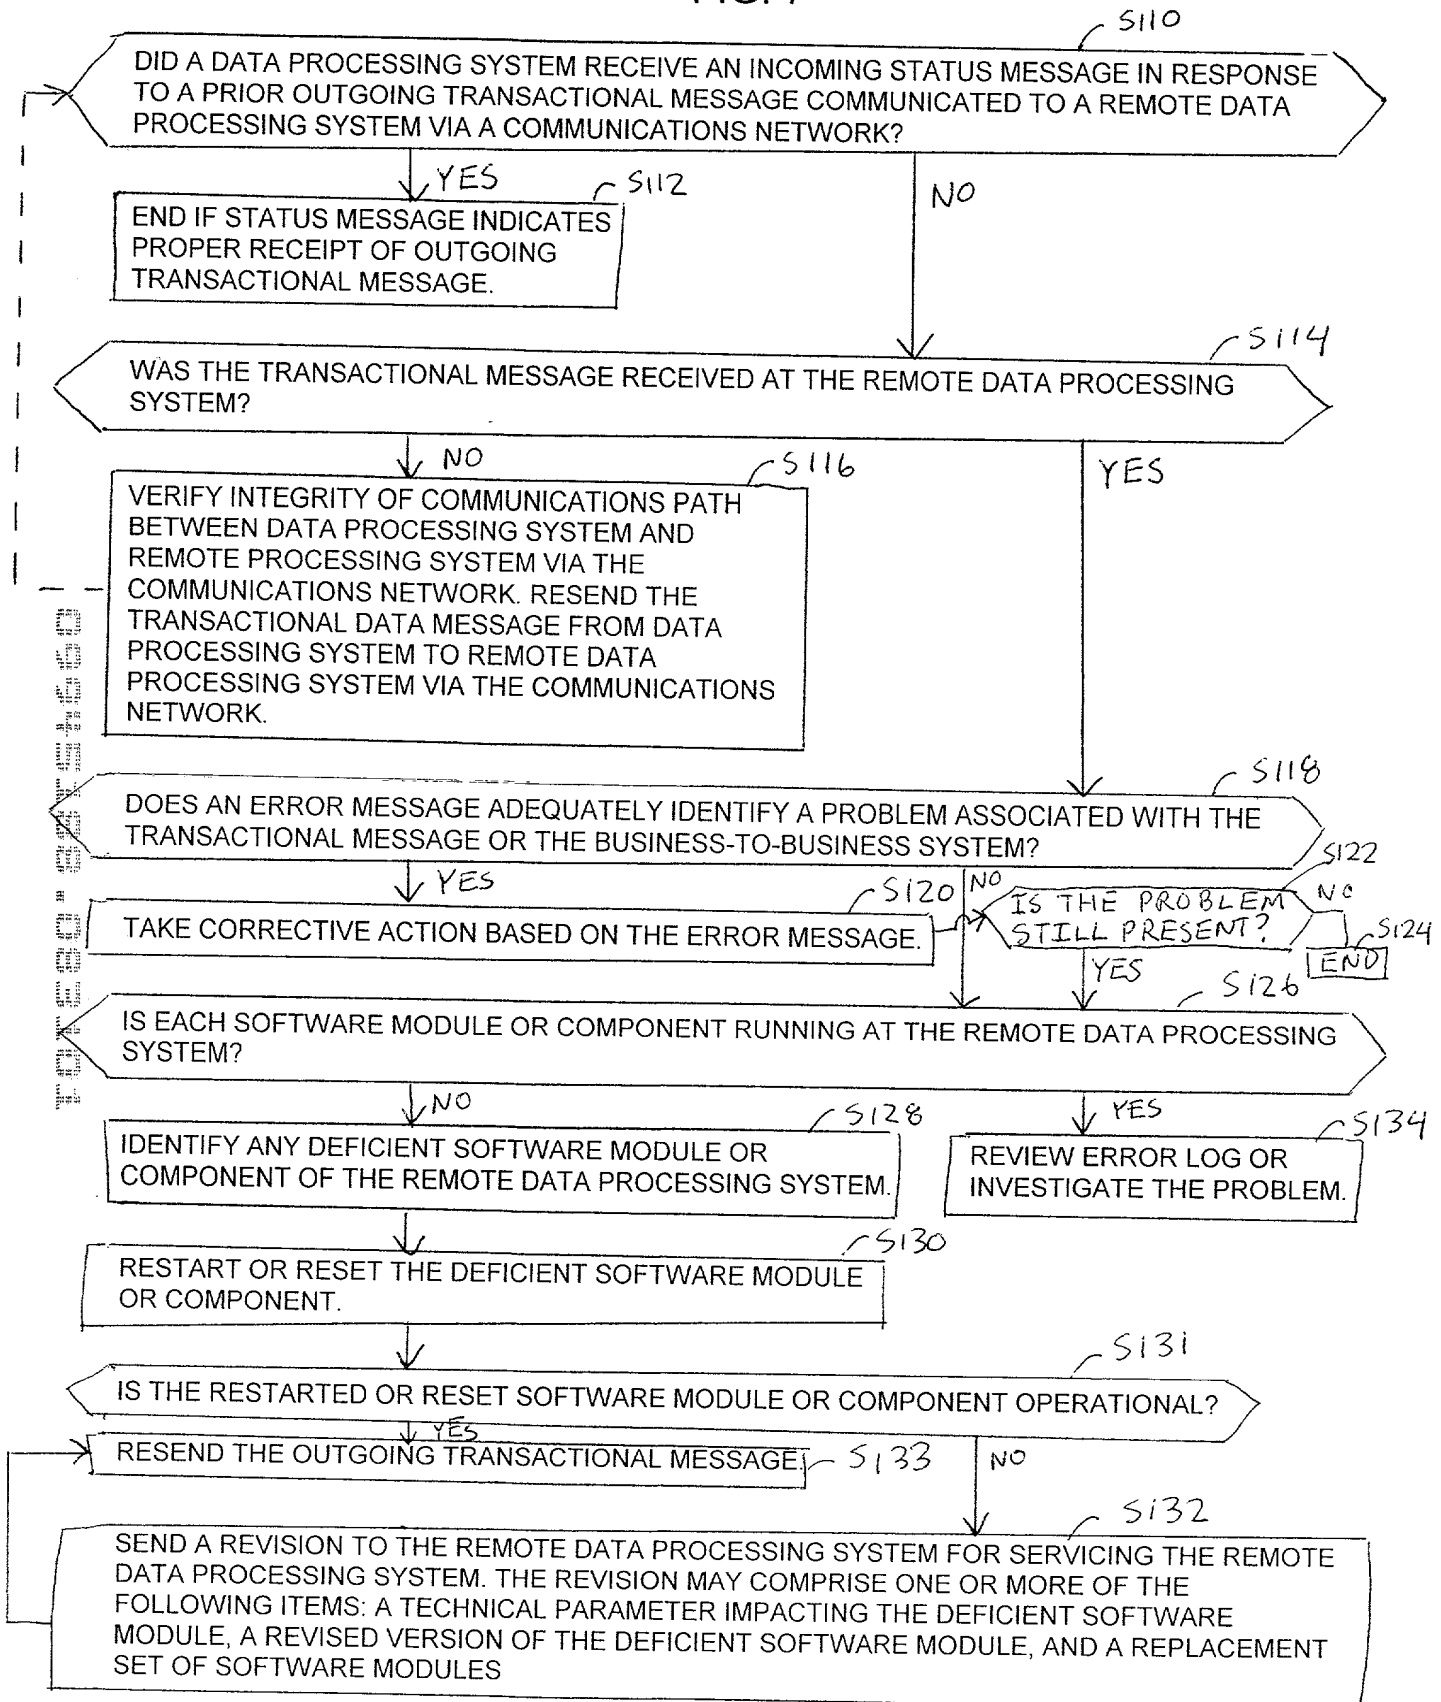 S110
DID A DATA PROCESSING SYSTEM RECEIVE AN INCOMING STATUS MESSAGE IN RESPONSE
TO A PRIOR OUTGOING TRANSACTIONAL MESSAGE COMMUNICATED TO A REMOTE DATA
PROCESSING SYSTEM VIA A COMMUNICATIONS NETWORK?
YES
S112
NO
END IF STATUS MESSAGE INDICATES
PROPER RECEIPT OF OUTGOING
TRANSACTIONAL MESSAGE.
S114
WAS THE TRANSACTIONAL MESSAGE RECEIVED AT THE REMOTE DATA PROCESSING
SYSTEM?
NO
S116
YES
VERIFY INTEGRITY OF COMMUNICATIONS PATH
BETWEEN DATA PROCESSING SYSTEM AND
REMOTE PROCESSING SYSTEM VIA THE
COMMUNICATIONS NETWORK. RESEND THE
TRANSACTIONAL DATA MESSAGE FROM DATA
PROCESSING SYSTEM TO REMOTE DATA
PROCESSING SYSTEM VIA THE COMMUNICATIONS
NETWORK.
S118
DOES AN ERROR MESSAGE ADEQUATELY IDENTIFY A PROBLEM ASSOCIATED WITH THE
TRANSACTIONAL MESSAGE OR THE BUSINESS-TO-BUSINESS SYSTEM?
YES
S120
NO
S122
TAKE CORRECTIVE ACTION BASED ON THE ERROR MESSAGE.
IS THE PROBLEM
STILL PRESENT?
NO
S124
END
YES
S126
IS EACH SOFTWARE MODULE OR COMPONENT RUNNING AT THE REMOTE DATA PROCESSING
SYSTEM?
NO
S128
YES
S134
IDENTIFY ANY DEFICIENT SOFTWARE MODULE OR
COMPONENT OF THE REMOTE DATA PROCESSING SYSTEM.
REVIEW ERROR LOG OR
INVESTIGATE THE PROBLEM.
S130
RESTART OR RESET THE DEFICIENT SOFTWARE MODULE
OR COMPONENT.
S131
IS THE RESTARTED OR RESET SOFTWARE MODULE OR COMPONENT OPERATIONAL?
YES
RESEND THE OUTGOING TRANSACTIONAL MESSAGE.
S133
NO
S132
SEND A REVISION TO THE REMOTE DATA PROCESSING SYSTEM FOR SERVICING THE REMOTE
DATA PROCESSING SYSTEM. THE REVISION MAY COMPRISE ONE OR MORE OF THE
FOLLOWING ITEMS: A TECHNICAL PARAMETER IMPACTING THE DEFICIENT SOFTWARE
MODULE, A REVISED VERSION OF THE DEFICIENT SOFTWARE MODULE, AND A REPLACEMENT
SET OF SOFTWARE MODULES